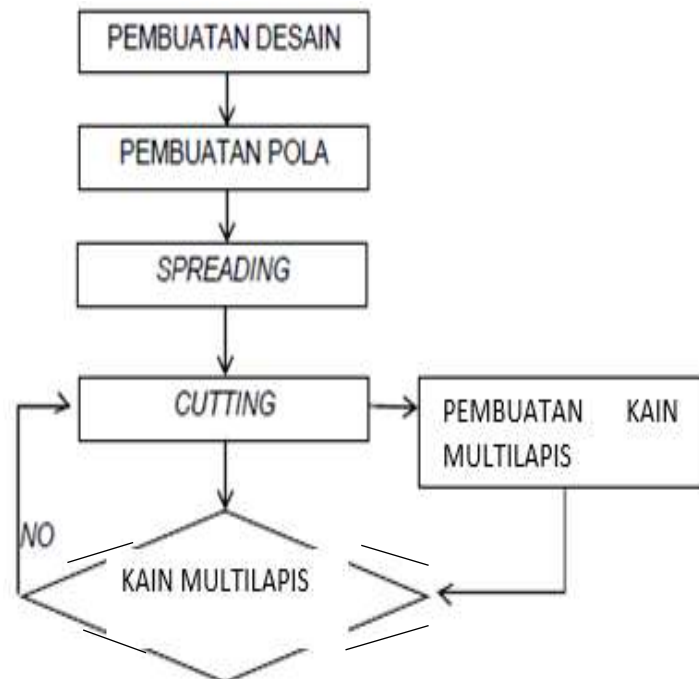 PEMBUATAN DESAIN
PEMBUATAN POLA
SPREADING
CUTTING
PEMBUATAN KAIN
MULTILAPIS
NO
KAIN MULTILAPIS